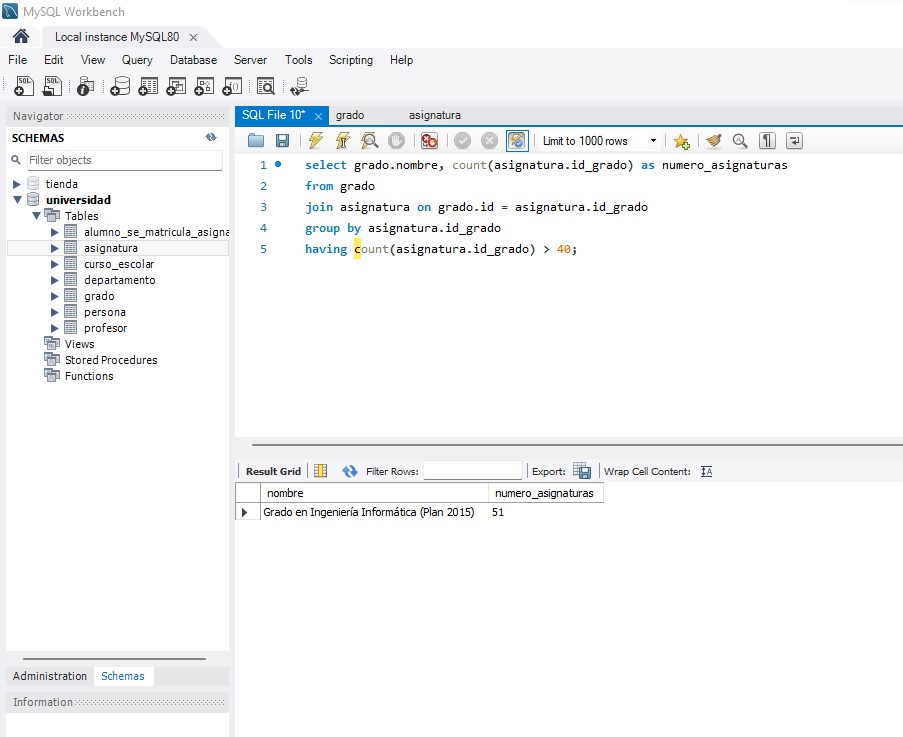 MySQL Workbench
Local instance MySQL80 ×
File Edit View Query Database Server Tools Scripting Help
Navigator
SCHEMAS
Filter objects
tienda
universidad
Tables
alumno_se_matricula_asigna
asignatura
curso_escolar
departamento
grado
persona
profesor
Views
Stored Procedures
Functions
Administration Schemas
Information
SQL File 10* × grado asignatura
Limit to 1000 rows
1 select grado.nombre, count(asignatura.id_grado) as numero_asignaturas
2 from grado
3 join asignatura on grado.id = asignatura.id_grado
4 group by asignatura.id_grado
5 having count(asignatura.id_grado) > 40;
Result Grid Filter Rows: Export: Wrap Cell Content:
nombre numero_asignaturas
Grado en Ingeniería Informática (Plan 2015) 51